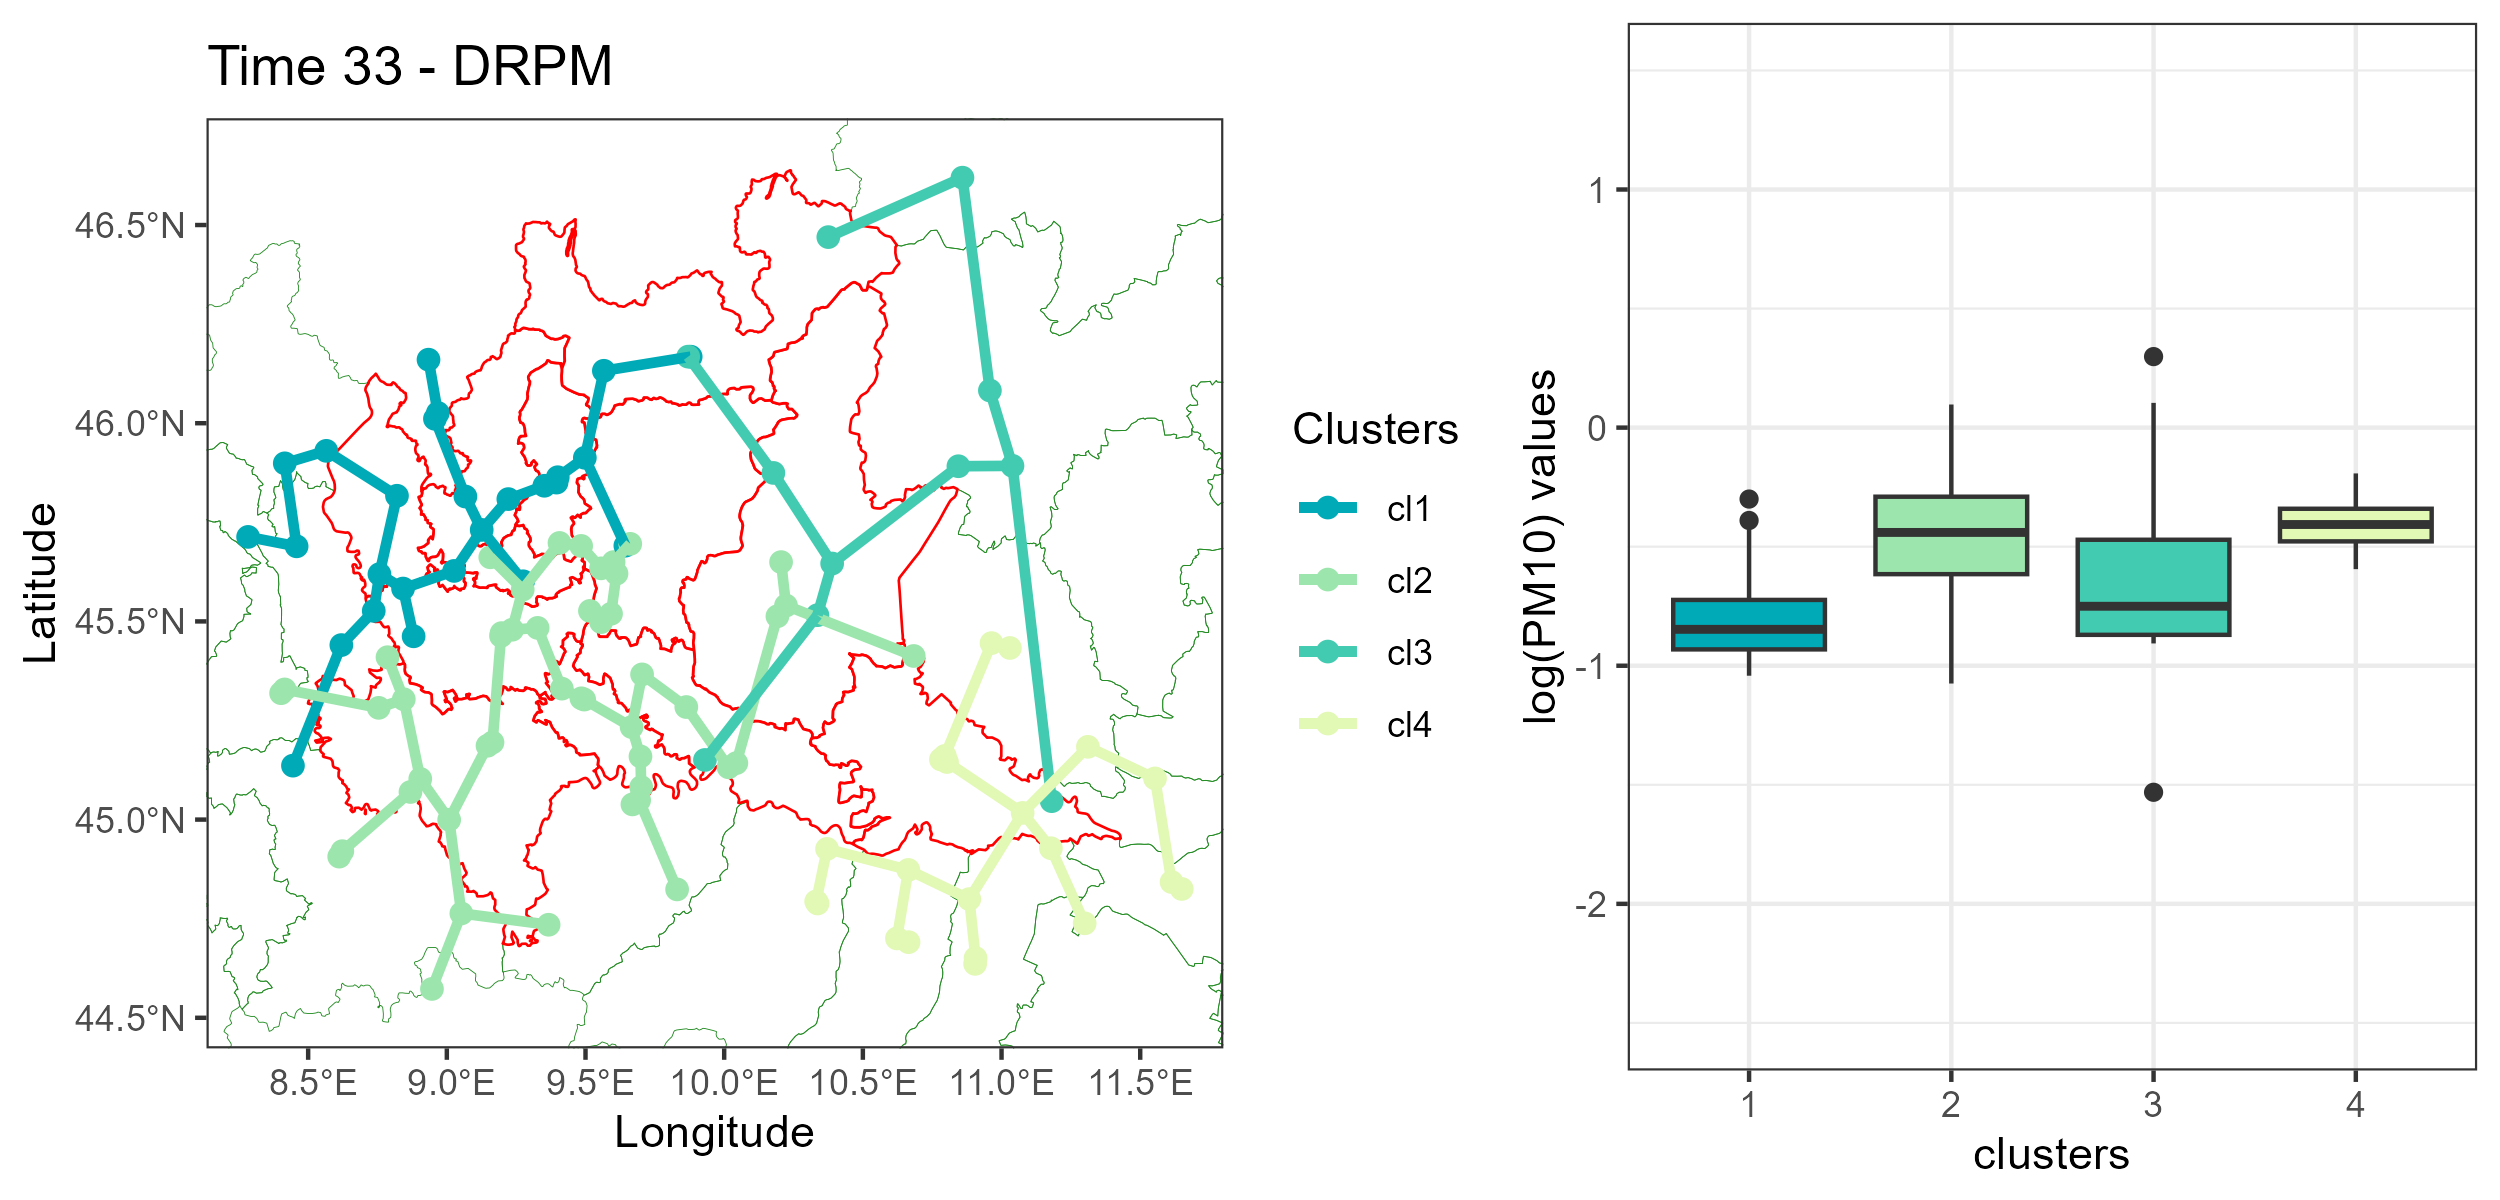 Time 33 - DRPM
46.5°N
46.0°N
45.5°N
45.0°N
44.5°N
Latitude
8.5°E 9.0°E 9.5°E 10.0°E 10.5°E 11.0°E 11.5°E
Longitude
Clusters
cl1
cl2
cl3
cl4
log(PM10) values
1
0
-1
-2
1 2 3 4
clusters